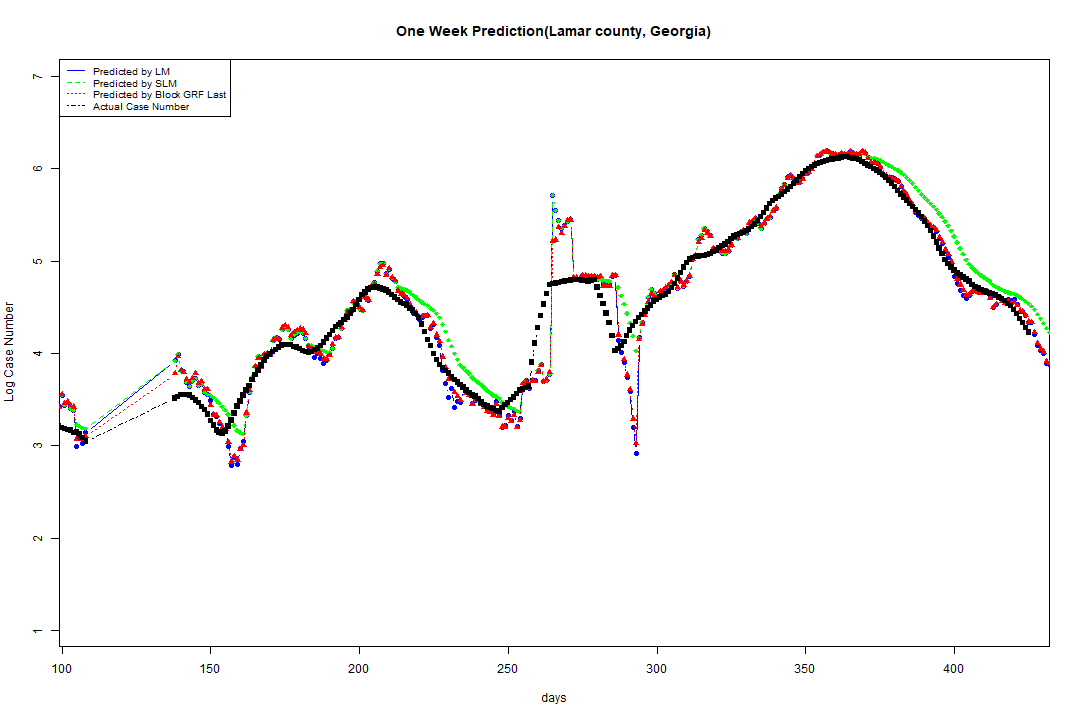 One Week Prediction(Lamar county, Georgia)
Predicted by LM
Predicted by SLM
Predicted by Block GRF Last
Actual Case Number
Log Case Number
7
6
5
4
3
2
1
100 150 200 250 300 350 400
days